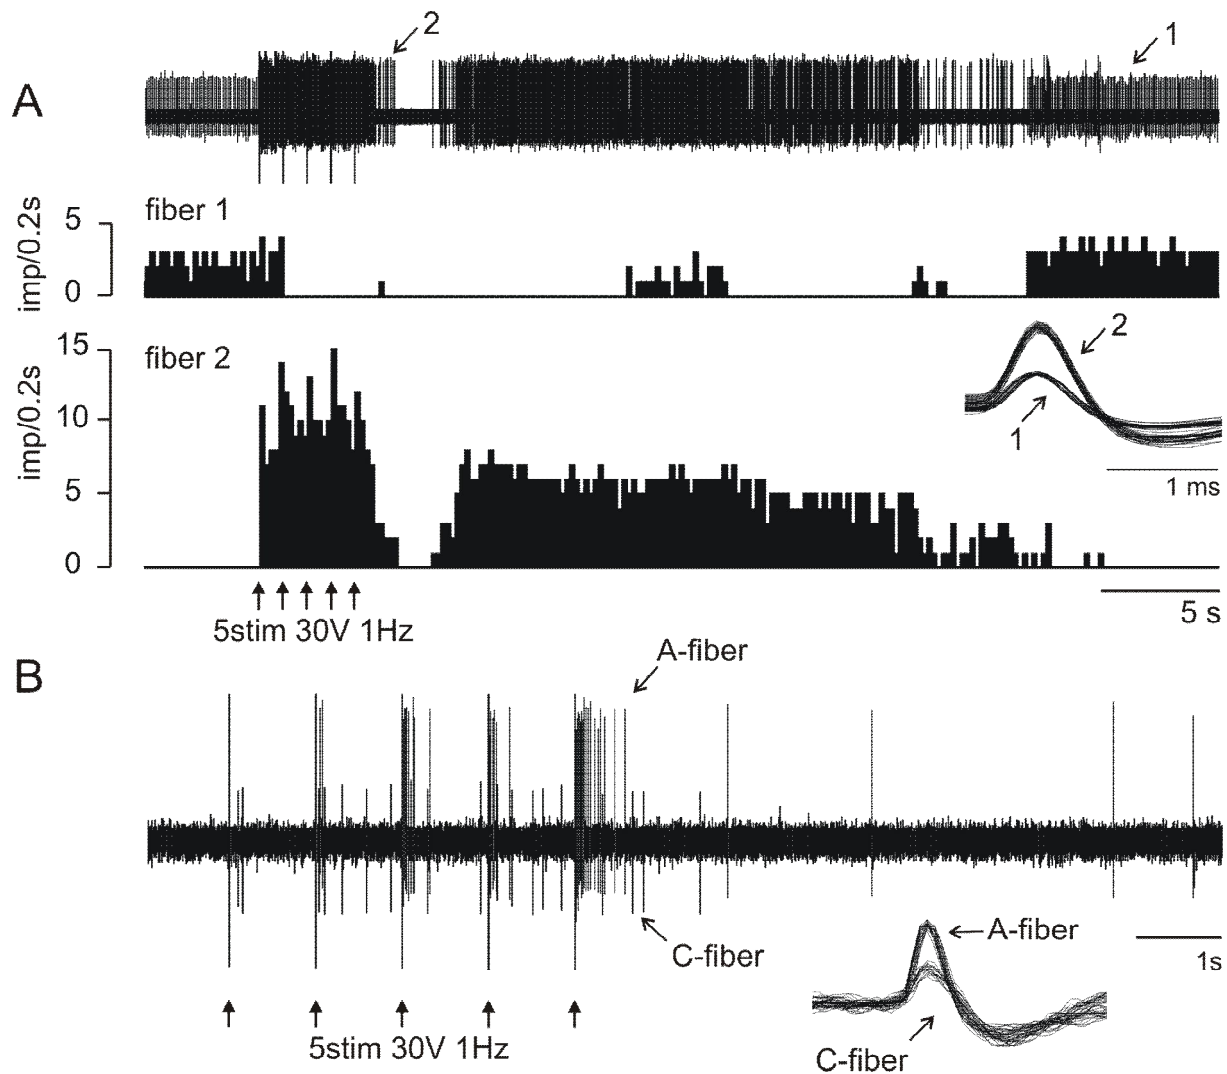 2
1
A
fiber 1
5
0
imp/0.2s
15
10
5
0
imp/0.2s
fiber 2
2
1
1 ms
5 s
5stim 30V 1Hz
B
A-fiber
C-fiber
A-fiber
C-fiber
1s
5stim 30V 1Hz